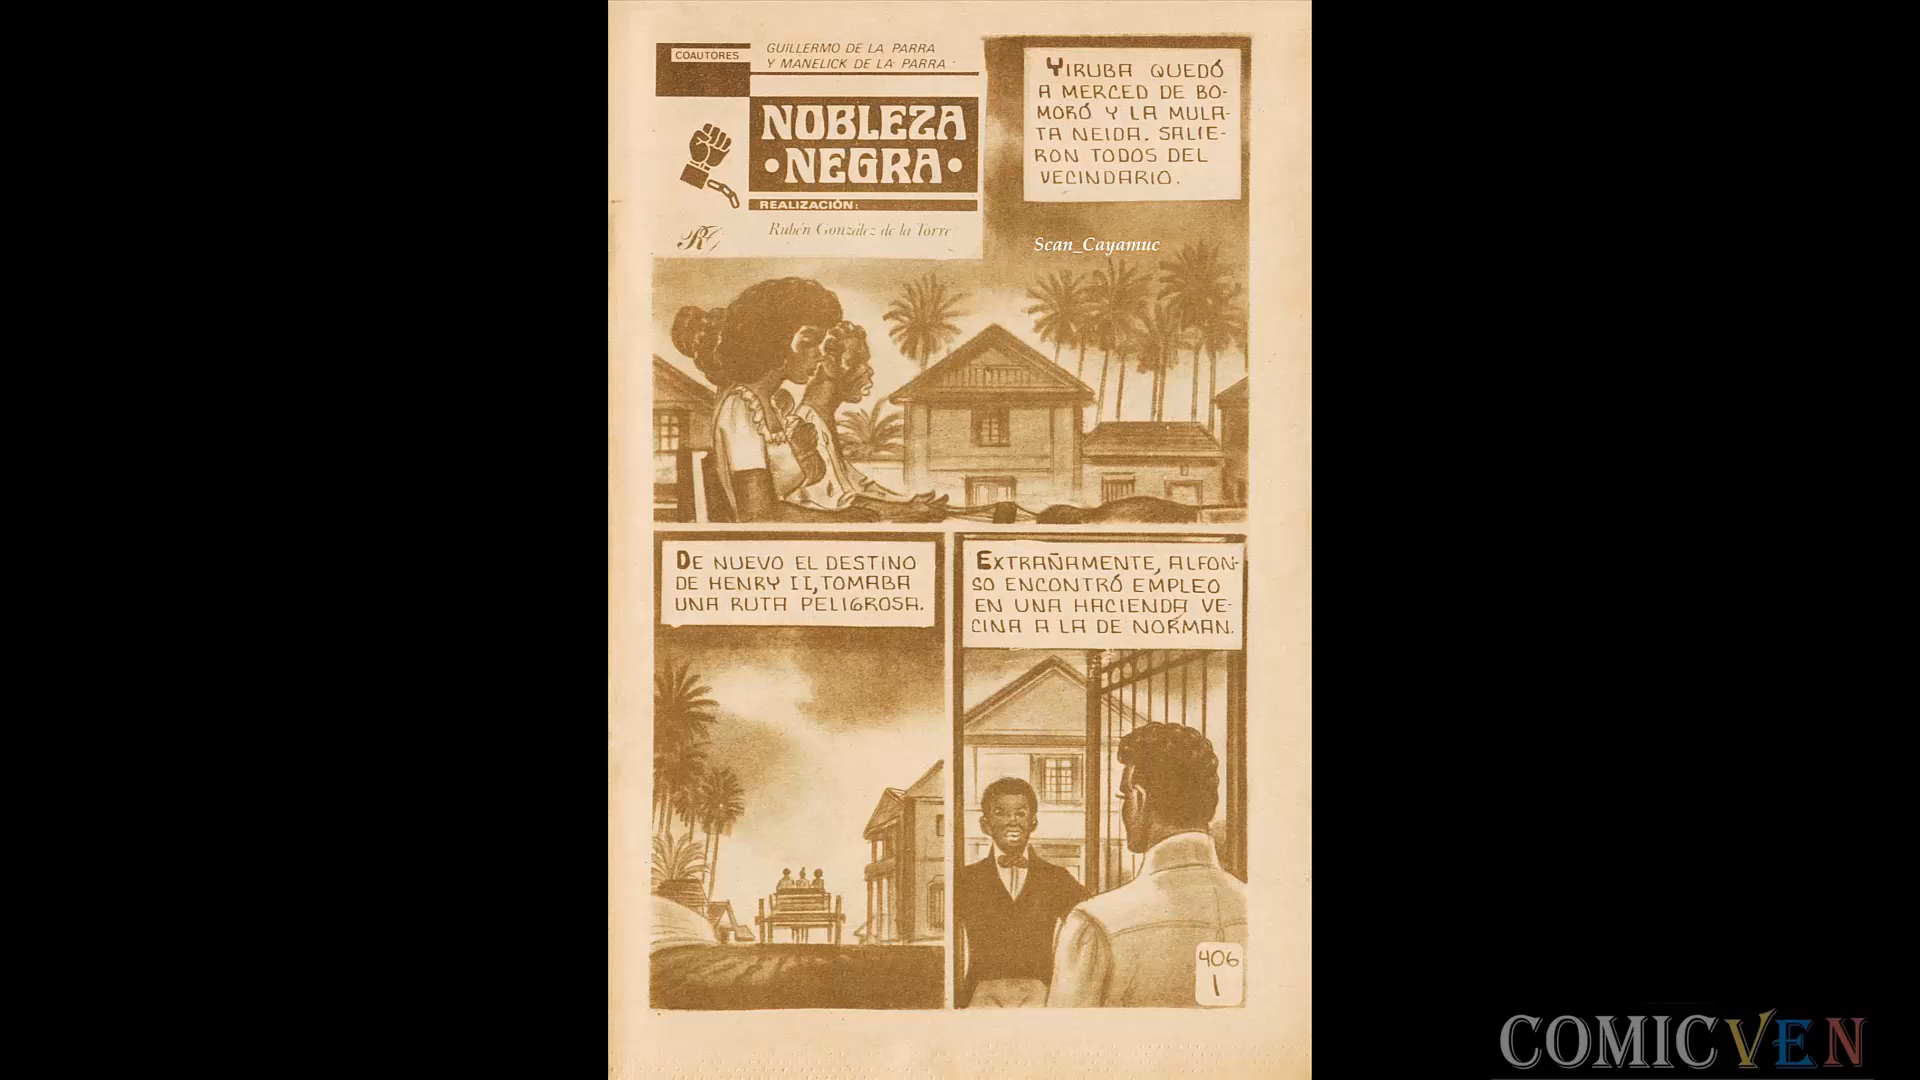 COAUTORES
GUILLERMO DE LA PARRA
Y MANELICK DE LA PARRA
NOBLEZA
•NEGRA•
REALIZACIÓN:
Rubén González de la Torre
YIRUBA QUEDÓ
A MERCED DE BO-
MORÓ Y LA MULA-
TA NEIDA. SALIE-
RON TODOS DEL
VECINDARIO.
Scan_Cayamuc
DE NUEVO EL DESTINO
DE HENRY II, TOMABA
UNA RUTA PELIGROSA.
EXTRAÑAMENTE, ALFON-
SO ENCONTRÓ EMPLEO
EN UNA HACIENDA VE-
CINA A LA DE NORMAN.
406
1
COMICVEN